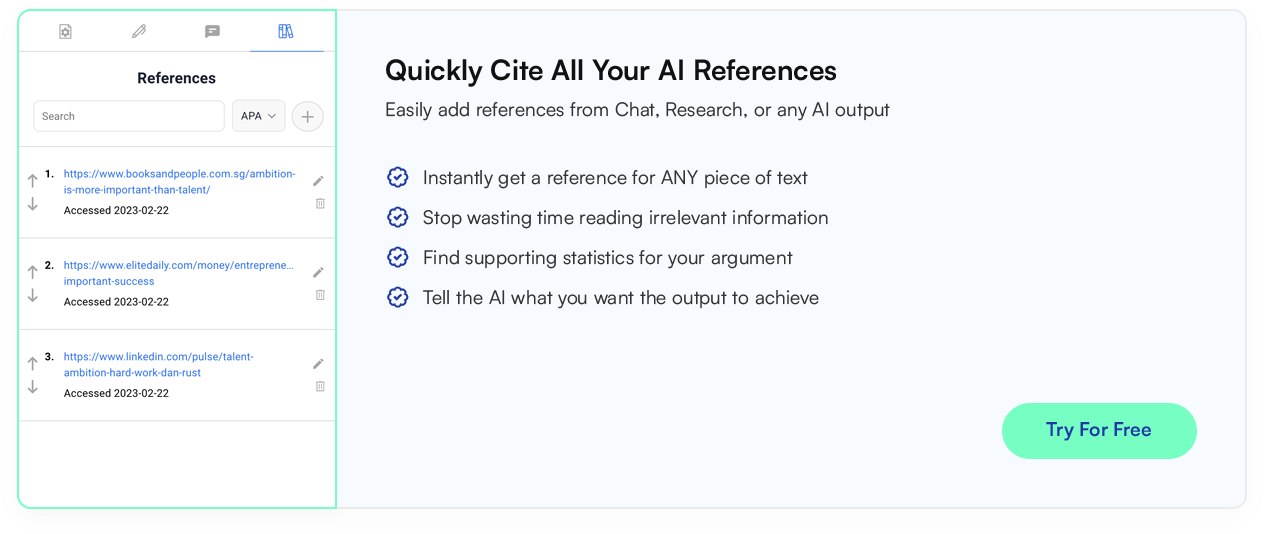 References
Search
APA
1.
https://www.booksandpeople.com.sg/ambition-
is-more-important-than-talent/
Accessed 2023-02-22
2.
https://www.elitedaily.com/money/entreprene...
important-success
Accessed 2023-02-22
3.
https://www.linkedin.com/pulse/talent-
ambition-hard-work-dan-rust
Accessed 2023-02-22
Quickly Cite All Your AI References
Easily add references from Chat, Research, or any AI output
Instantly get a reference for ANY piece of text
Stop wasting time reading irrelevant information
Find supporting statistics for your argument
Tell the AI what you want the output to achieve
Try For Free